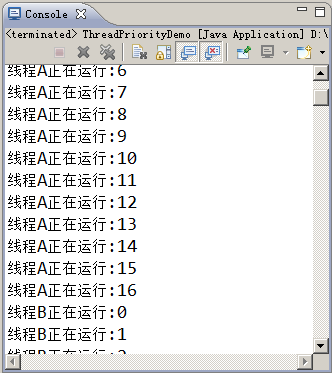 Console
<terminated> ThreadPriorityDemo [Java Application] D:\
线程A正在运行:6
线程A正在运行:7
线程A正在运行:8
线程A正在运行:9
线程A正在运行:10
线程A正在运行:11
线程A正在运行:12
线程A正在运行:13
线程A正在运行:14
线程A正在运行:15
线程A正在运行:16
线程B正在运行:0
线程B正在运行:1
线程B正在运行:2